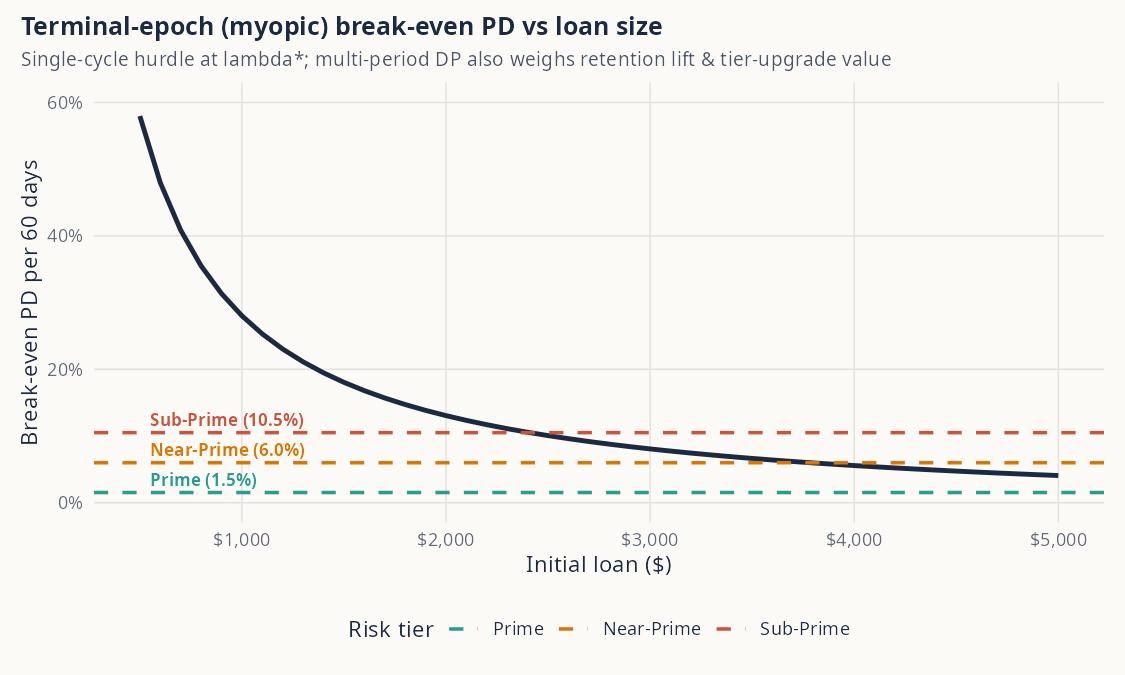 Terminal-epoch (myopic) break-even PD vs loan size
Single-cycle hurdle at lambda*; multi-period DP also weighs retention lift & tier-upgrade value
Break-even PD per 60 days
60%
40%
20%
0%
Sub-Prime (10.5%)
Near-Prime (6.0%)
Prime (1.5%)
$1,000 $2,000 $3,000 $4,000 $5,000
Initial loan ($)
Risk tier Prime Near-Prime Sub-Prime